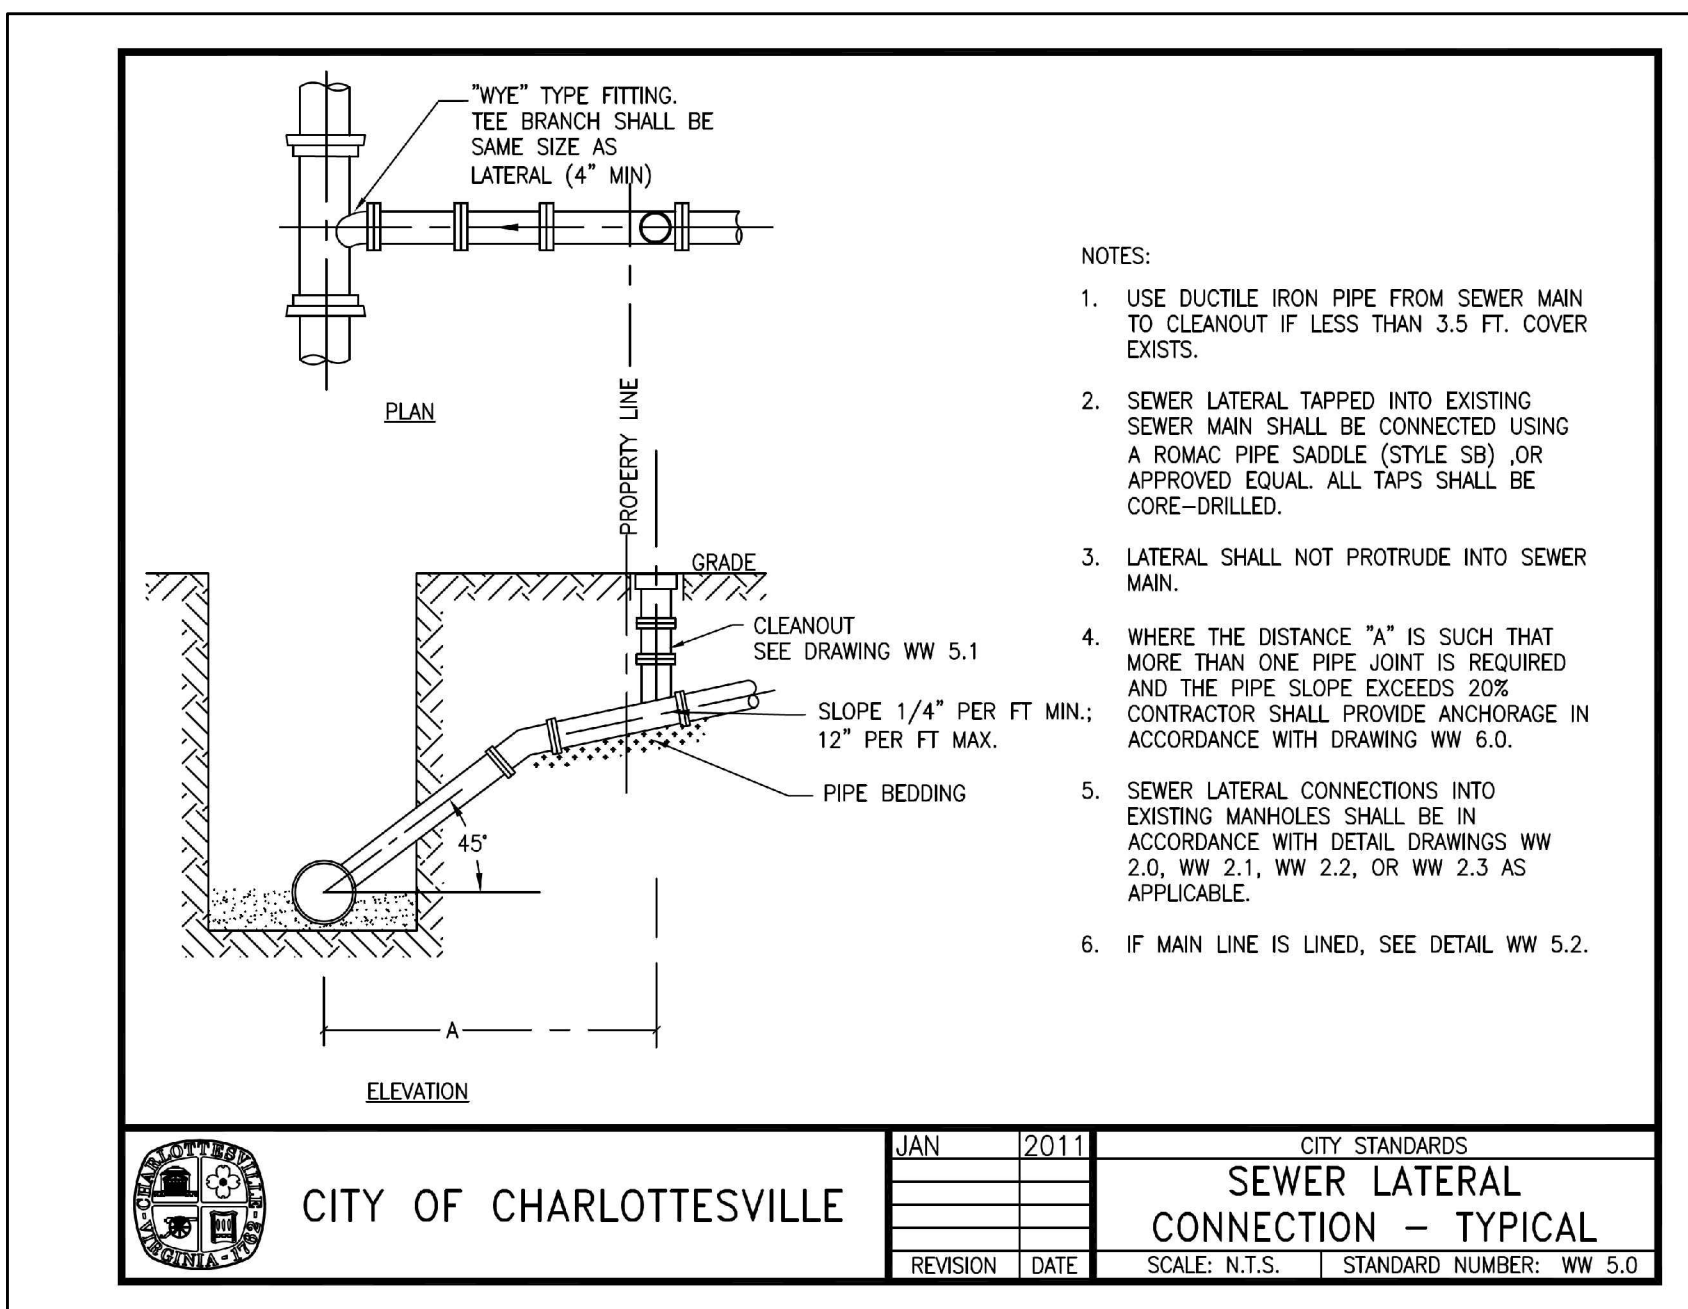 "WYE" TYPE FITTING.
TEE BRANCH SHALL BE
SAME SIZE AS
LATERAL (4" MIN)
PLAN
PROPERTY LINE
GRADE
CLEANOUT
SEE DRAWING WW 5.1
SLOPE 1/4" PER FT MIN.;
12" PER FT MAX.
PIPE BEDDING
45°
A
ELEVATION
NOTES:
1. USE DUCTILE IRON PIPE FROM SEWER MAIN
TO CLEANOUT IF LESS THAN 3.5 FT. COVER
EXISTS.
2. SEWER LATERAL TAPPED INTO EXISTING
SEWER MAIN SHALL BE CONNECTED USING
A ROMAC PIPE SADDLE (STYLE SB) ,OR
APPROVED EQUAL. ALL TAPS SHALL BE
CORE-DRILLED.
3. LATERAL SHALL NOT PROTRUDE INTO SEWER
MAIN.
4. WHERE THE DISTANCE "A" IS SUCH THAT
MORE THAN ONE PIPE JOINT IS REQUIRED
AND THE PIPE SLOPE EXCEEDS 20%
CONTRACTOR SHALL PROVIDE ANCHORAGE IN
ACCORDANCE WITH DRAWING WW 6.0.
5. SEWER LATERAL CONNECTIONS INTO
EXISTING MANHOLES SHALL BE IN
ACCORDANCE WITH DETAIL DRAWINGS WW
2.0, WW 2.1, WW 2.2, OR WW 2.3 AS
APPLICABLE.
6. IF MAIN LINE IS LINED, SEE DETAIL WW 5.2.
CHARLOTTESVILLE
VIRGINIA - 1762
CITY OF CHARLOTTESVILLE
JAN 2011
REVISION DATE
CITY STANDARDS
SEWER LATERAL
CONNECTION - TYPICAL
SCALE: N.T.S. STANDARD NUMBER: WW 5.0